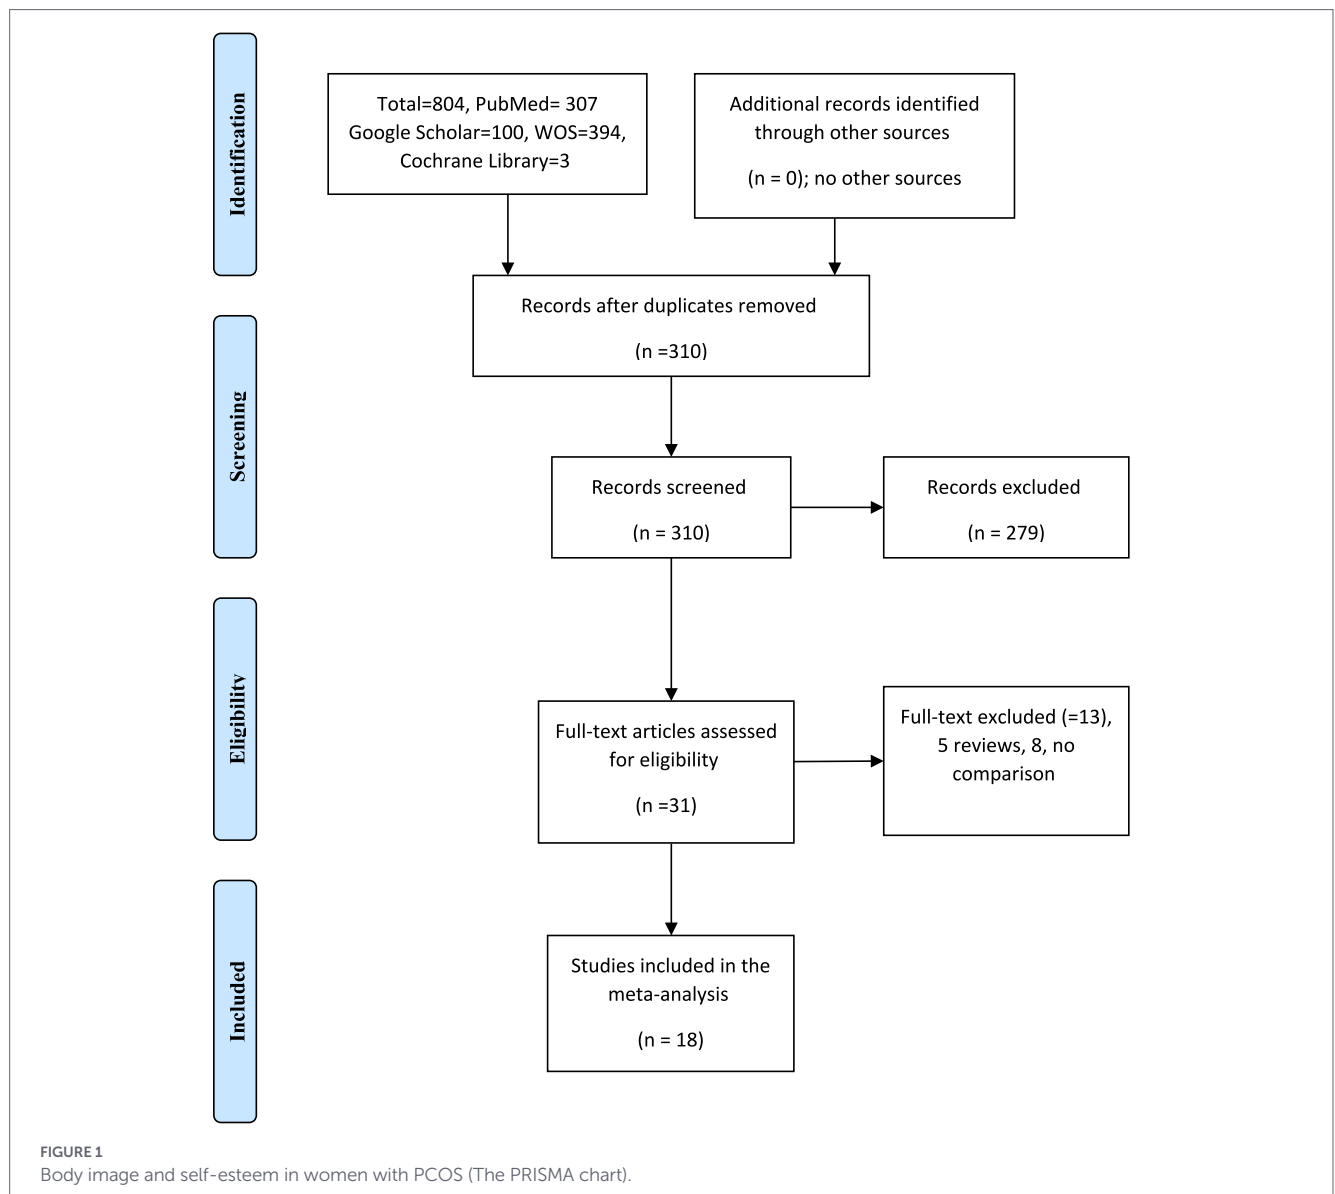 Identification
Total=804, PubMed= 307
Google Scholar=100, WOS=394,
Cochrane Library=3
Additional records identified
through other sources
(n = 0); no other sources
Records after duplicates removed
(n =310)
Screening
Records screened
(n = 310)
Records excluded
(n = 279)
Eligibility
Full-text articles assessed
for eligibility
(n =31)
Full-text excluded (=13),
5 reviews, 8, no
comparison
Included
Studies included in the
meta-analysis
(n = 18)
FIGURE 1
Body image and self-esteem in women with PCOS (The PRISMA chart).